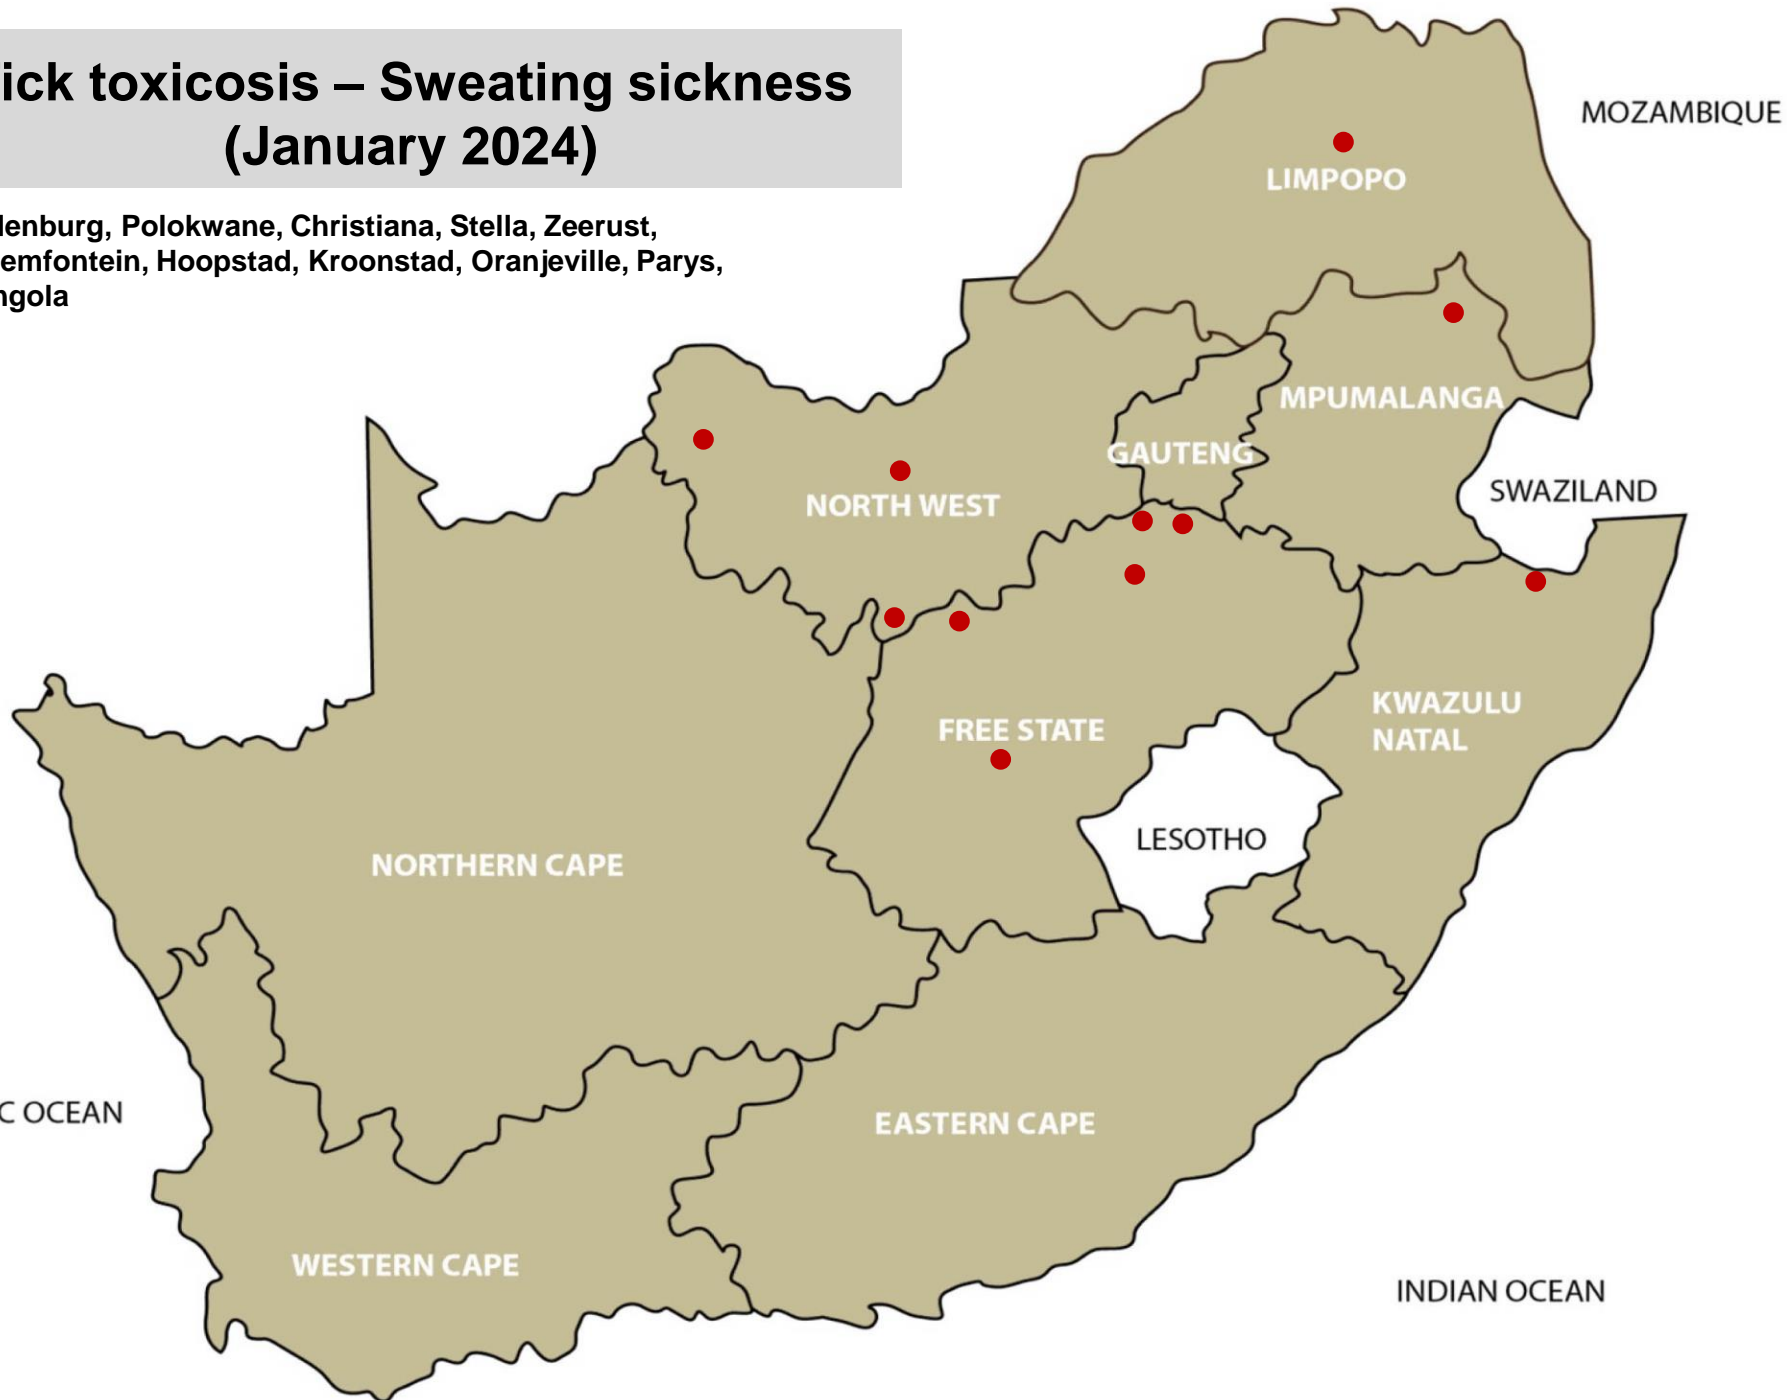 ick toxicosis – Sweating sickness
(January 2024)
lenburg, Polokwane, Christiana, Stella, Zeerust,
emfontein, Hoopstad, Kroonstad, Oranjeville, Parys,
ngola
MOZAMBIQUE
LIMPOPO
MPUMALANGA
GAUTENG
SWAZILAND
NORTH WEST
KWAZULU
NATAL
FREE STATE
LESOTHO
NORTHERN CAPE
C OCEAN
EASTERN CAPE
WESTERN CAPE
INDIAN OCEAN